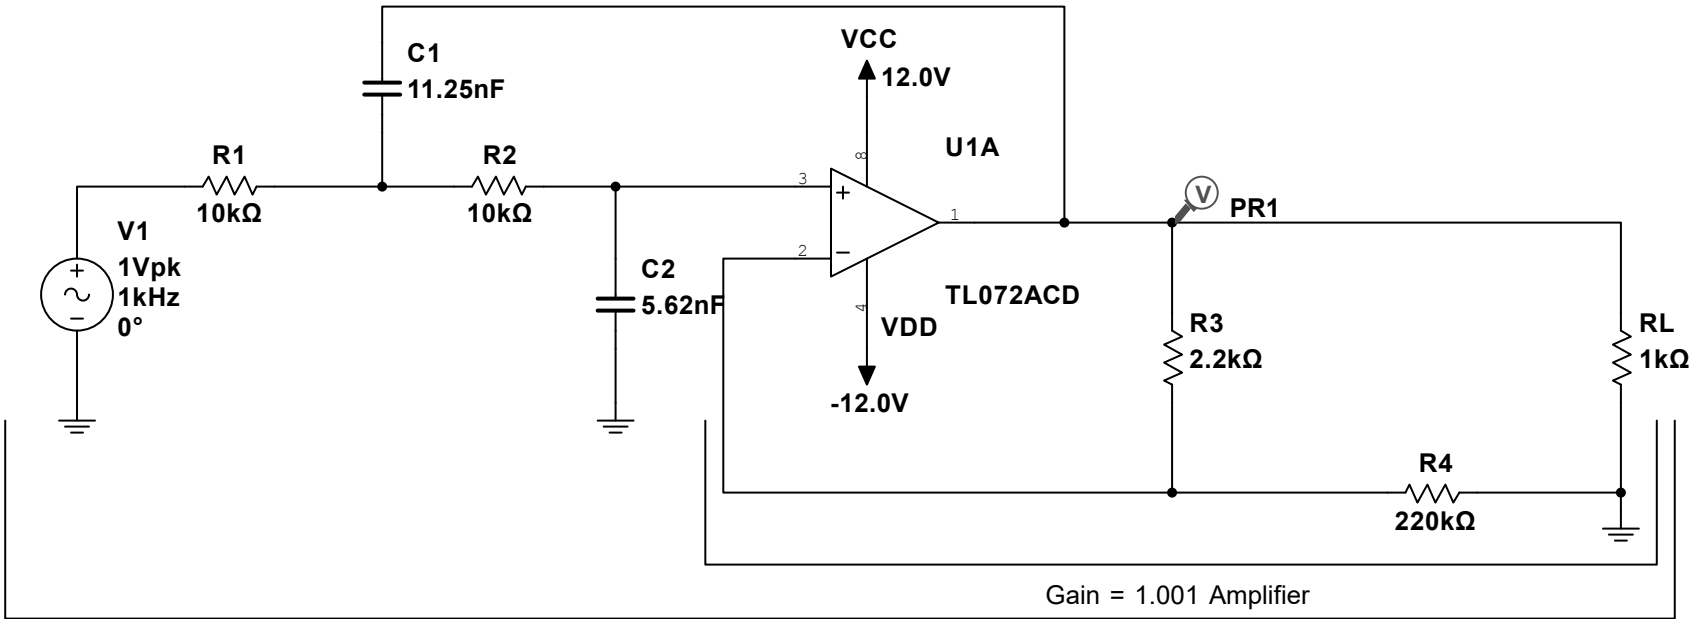 C1
11.25nF
VCC
12.0V
R1
10kΩ
R2
10kΩ
U1A
8
3
2
1
4
V
PR1
V1
+
1Vpk
1kHz
–
0°
C2
5.62nF
+
−
TL072ACD
VDD
-12.0V
R3
2.2kΩ
RL
1kΩ
R4
220kΩ
Gain = 1.001 Amplifier